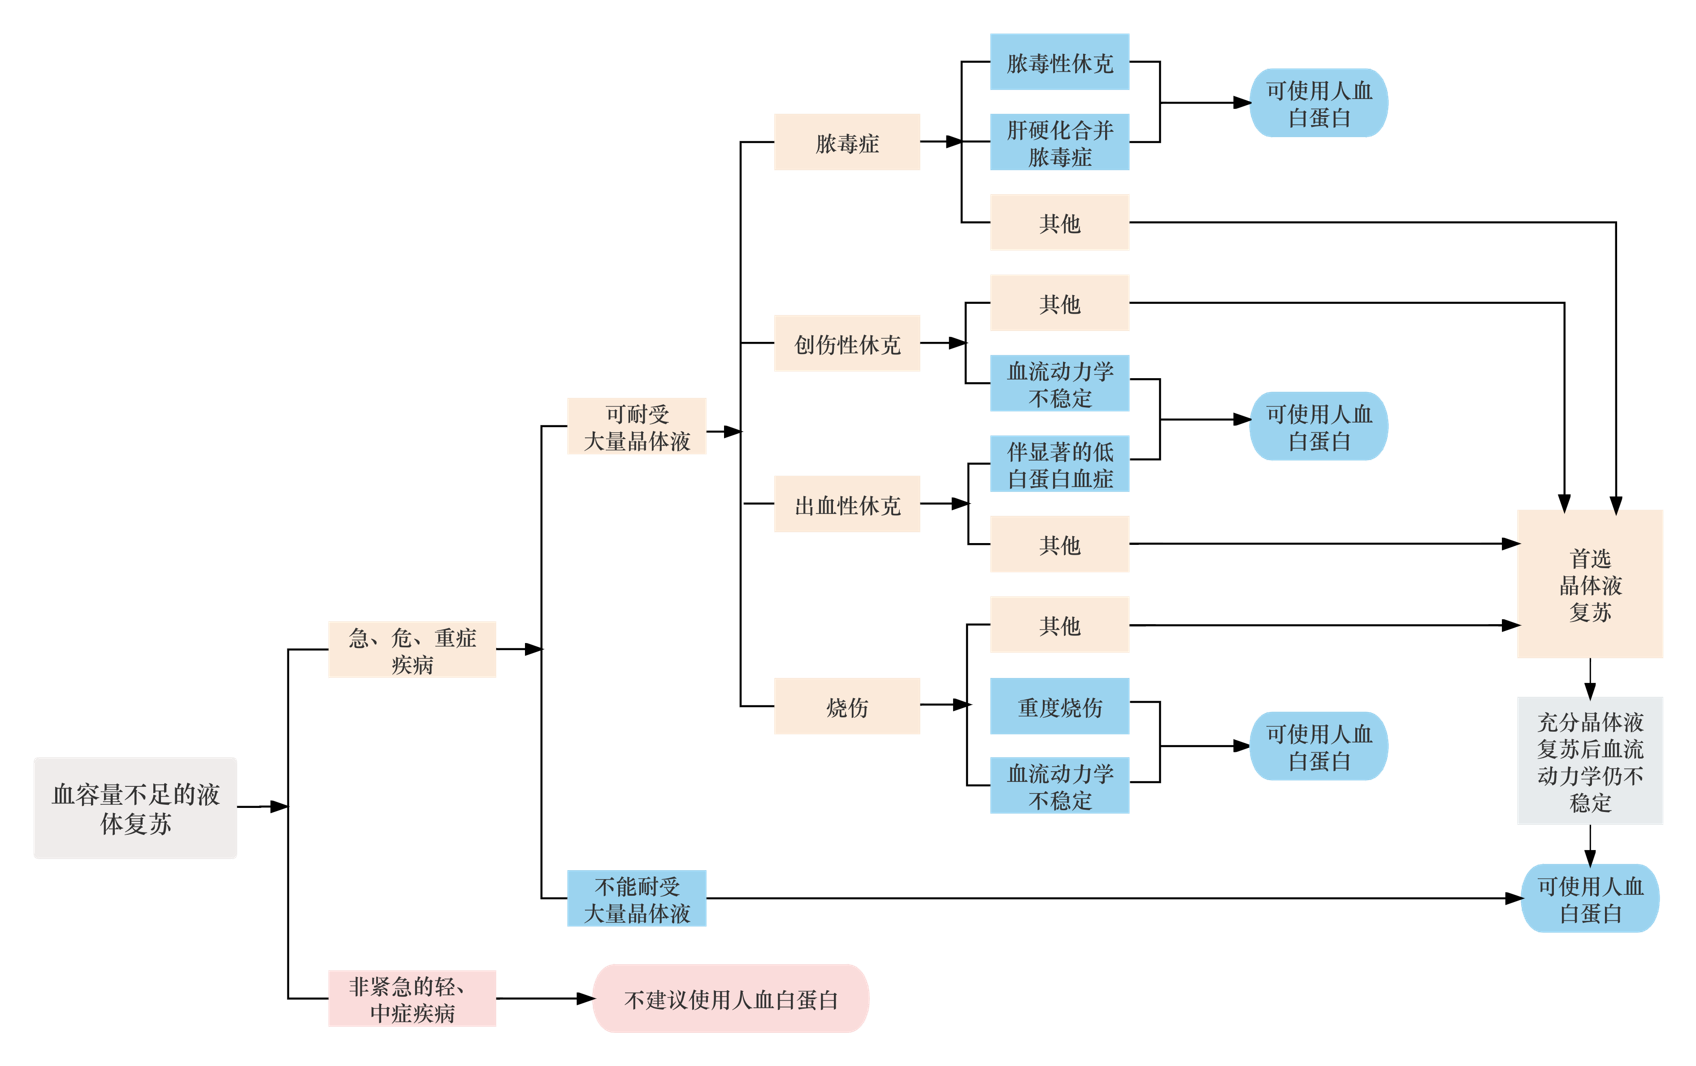 脓毒性休克
可使用人血
白蛋白
脓毒症
肝硬化合并
脓毒症
其他
其他
创伤性休克
血流动力学
不稳定
可使用人血
白蛋白
可耐受
大量晶体液
伴显著的低
白蛋白血症
出血性休克
其他
首选
晶体液
复苏
急、危、重症
疾病
其他
烧伤
重度烧伤
可使用人血
白蛋白
血流动力学
不稳定
充分晶体液
复苏后血流
动力学仍不
稳定
血容量不足的液
体复苏
不能耐受
大量晶体液
可使用人血
白蛋白
非紧急的轻、
中症疾病
不建议使用人血白蛋白